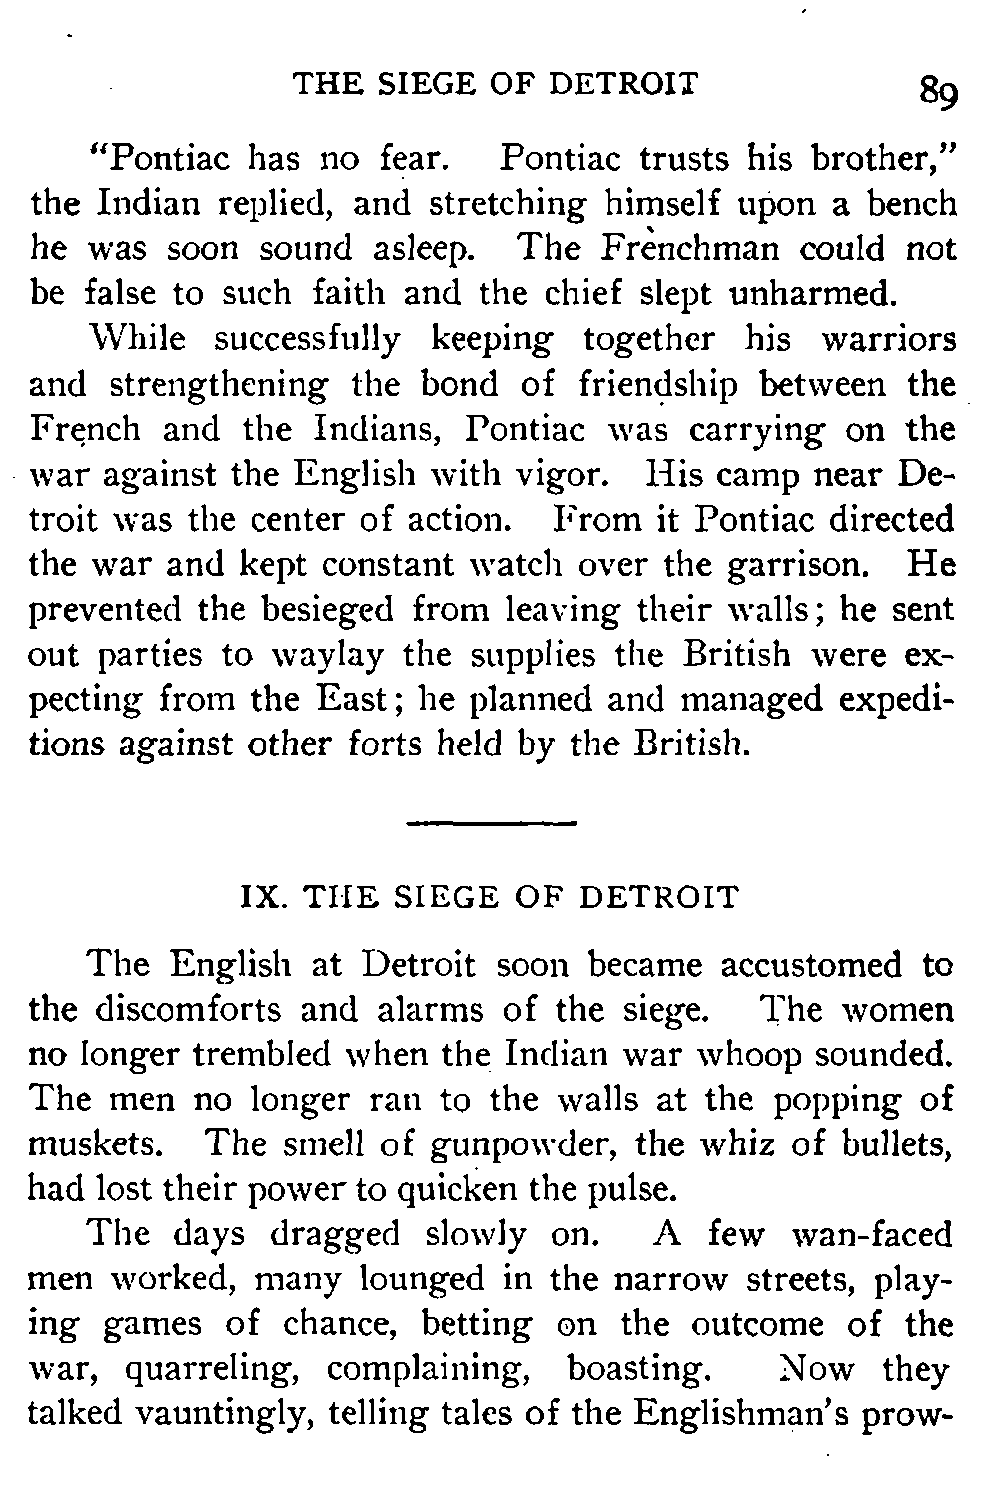 THE SIEGE OF DETROIT 89
“Pontiac has no fear. Pontiac trusts his brother,”
the Indian replied, and stretching himself upon a bench
he was soon sound asleep. The Frenchman could not
be false to such faith and the chief slept unharmed.
While successfully keeping together his warriors
and strengthening the bond of friendship between the
French and the Indians, Pontiac was carrying on the
war against the English with vigor. His camp near De-
troit was the center of action. From it Pontiac directed
the war and kept constant watch over the garrison. He
prevented the besieged from leaving their walls; he sent
out parties to waylay the supplies the British were ex-
pecting from the East; he planned and managed expedi-
tions against other forts held by the British.
IX. THE SIEGE OF DETROIT
The English at Detroit soon became accustomed to
the discomforts and alarms of the siege. The women
no longer trembled when the Indian war whoop sounded.
The men no longer ran to the walls at the popping of
muskets. The smell of gunpowder, the whiz of bullets,
had lost their power to quicken the pulse.
The days dragged slowly on. A few wan-faced
men worked, many lounged in the narrow streets, play-
ing games of chance, betting on the outcome of the
war, quarreling, complaining, boasting. Now they
talked vauntingly, telling tales of the Englishman’s prow-